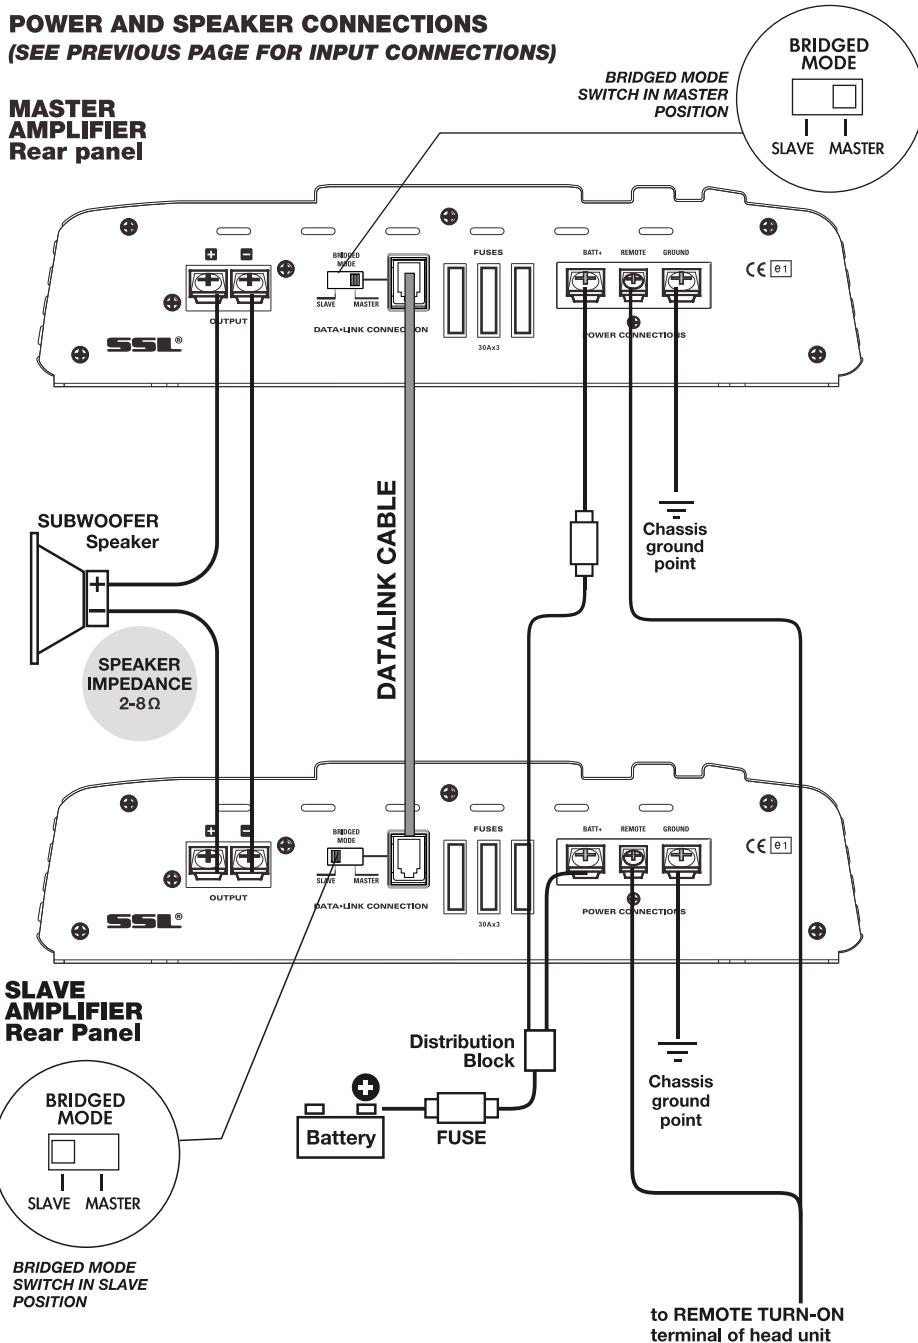 POWER AND SPEAKER CONNECTIONS
(SEE PREVIOUS PAGE FOR INPUT CONNECTIONS)
BRIDGED MODE
SWITCH IN MASTER
POSITION
BRIDGED
MODE
SLAVE MASTER
MASTER
AMPLIFIER
Rear panel
+ −
OUTPUT
SSL®
BRIDGED
MODE
SLAVE MASTER
DATA•LINK CONNECTION
FUSES
30Ax3
BATT+ REMOTE GROUND
POWER CONNECTIONS
CE e1
SUBWOOFER
Speaker
+
−
SPEAKER
IMPEDANCE
2-8Ω
DATALINK CABLE
Chassis
ground
point
+ −
OUTPUT
SSL®
BRIDGED
MODE
SLAVE MASTER
DATA•LINK CONNECTION
FUSES
30Ax3
BATT+ REMOTE GROUND
POWER CONNECTIONS
CE e1
SLAVE
AMPLIFIER
Rear Panel
Distribution
Block
+
Battery
FUSE
Chassis
ground
point
BRIDGED
MODE
SLAVE MASTER
BRIDGED MODE
SWITCH IN SLAVE
POSITION
to REMOTE TURN-ON
terminal of head unit